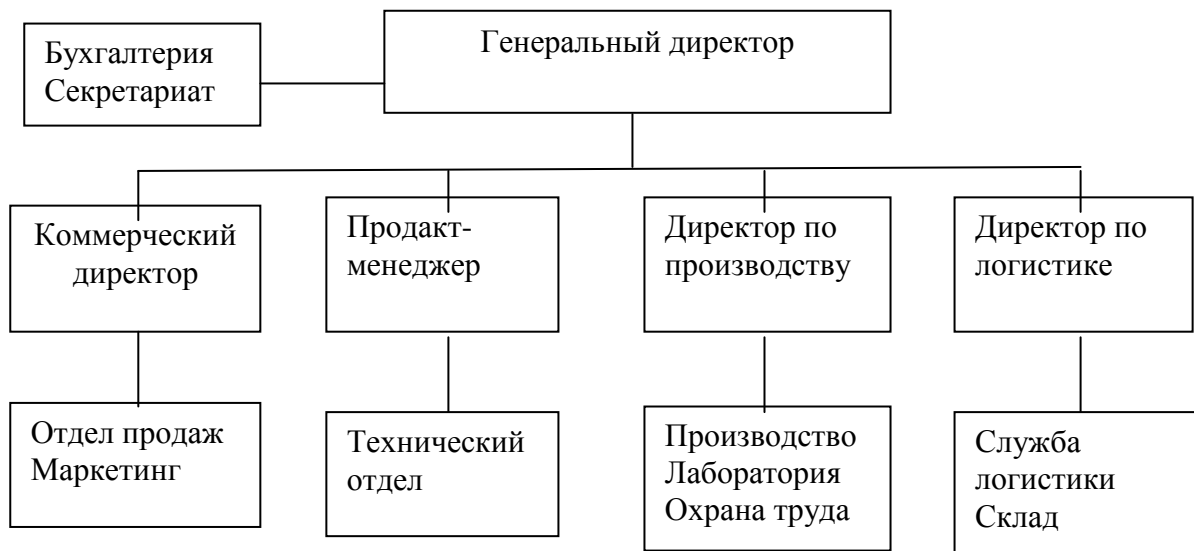 Бухгалтерия
Секретариат
Генеральный директор
Коммерческий
директор
Продакт-
менеджер
Директор по
производству
Директор по
логистике
Отдел продаж
Маркетинг
Технический
отдел
Производство
Лаборатория
Охрана труда
Служба
логистики
Склад